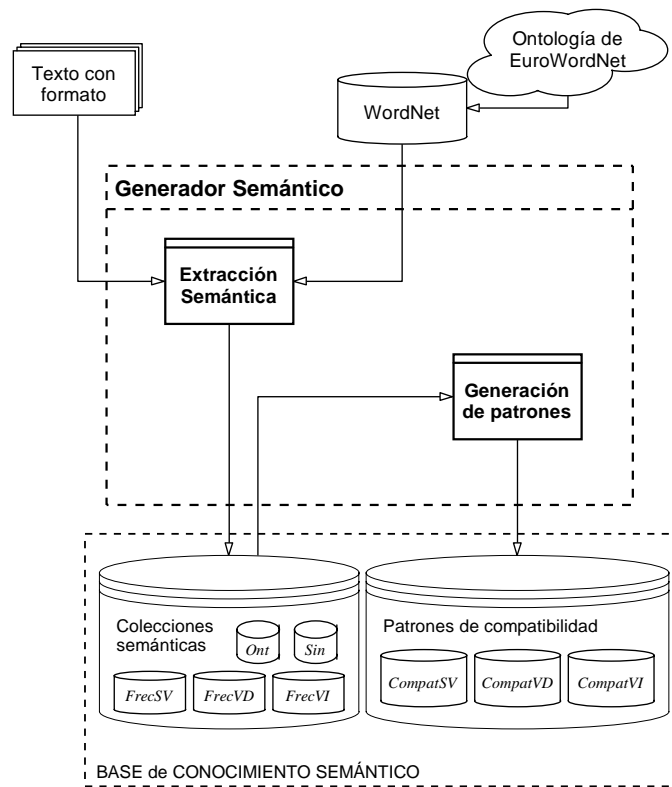 Ontología de
EuroWordNet
Texto con
formato
WordNet
Generador Semántico
Extracción
Semántica
Generación
de patrones
Colecciones
semánticas
Ont
Sin
FrecSV
FrecVD
FrecVI
Patrones de compatibilidad
CompatSV
CompatVD
CompatVI
BASE de CONOCIMIENTO SEMÁNTICO